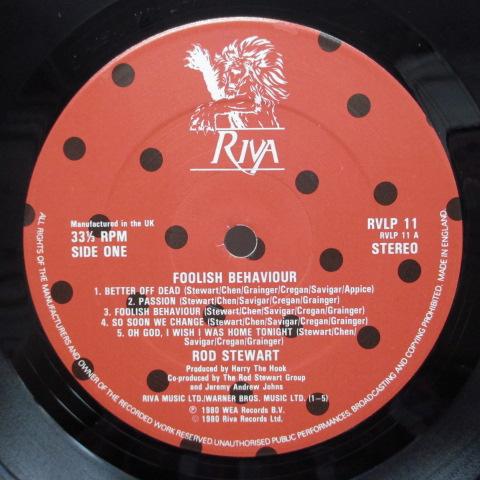 RIVA
Manufactured in the UK
33⅓ RPM
SIDE ONE
RVLP 11
RVLP 11 A
STEREO
FOOLISH BEHAVIOUR
1. BETTER OFF DEAD (Stewart/Chen/Grainger/Cregan/Savigar/Appice)
2. PASSION (Stewart/Chen/Savigar/Cregan/Grainger)
3. FOOLISH BEHAVIOUR (Stewart/Chen/Savigar/Cregan/Grainger)
4. SO SOON WE CHANGE (Stewart/Chen/Savigar/Cregan/Grainger)
5. OH GOD, I WISH I WAS HOME TONIGHT (Stewart/Chen/
Savigar/Cregan/Grainger)
ROD STEWART
Produced by Harry The Hook
Co-produced by The Rod Stewart Group
and Jeremy Andrew Johns
RIVA MUSIC LTD./WARNER BROS. MUSIC LTD. (1-5)
℗ 1980 WEA Records B.V.
© 1980 Riva Records Ltd.
ALL RIGHTS OF THE MANUFACTURERS AND OWNER OF THE RECORDED WORK RESERVED. UNAUTHORISED PUBLIC PERFORMANCES, BROADCASTING AND COPYING PROHIBITED. MADE IN ENGLAND